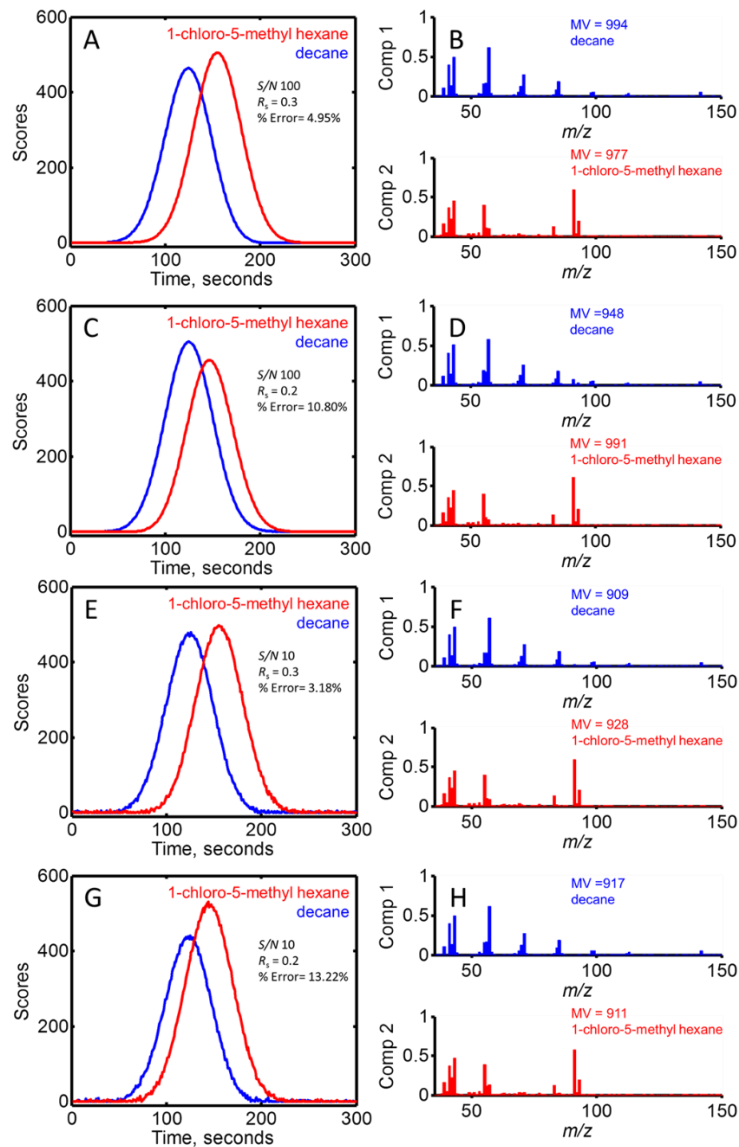 A
1-chloro-5-methyl hexane
decane
S/N 100
Rs = 0.3
% Error= 4.95%
Scores
600
400
200
0
0 100 200 300
Time, seconds
B
MV = 994
decane
Comp 1
1
0.5
0
50 100 150
m/z
MV = 977
1-chloro-5-methyl hexane
Comp 2
1
0.5
0
50 100 150
m/z
C
1-chloro-5-methyl hexane
decane
S/N 100
Rs = 0.2
% Error= 10.80%
Scores
600
400
200
0
0 100 200 300
Time, seconds
D
MV =948
decane
Comp 1
1
0.5
0
50 100 150
m/z
MV = 991
1-chloro-5-methyl hexane
Comp 2
1
0.5
0
50 100 150
m/z
E
1-chloro-5-methyl hexane
decane
S/N 10
Rs = 0.3
% Error= 3.18%
Scores
600
400
200
0
0 100 200 300
Time, seconds
F
MV = 909
decane
Comp 1
1
0.5
0
50 100 150
m/z
MV = 928
1-chloro-5-methyl hexane
Comp 2
1
0.5
0
50 100 150
m/z
G
1-chloro-5-methyl hexane
decane
S/N 10
Rs = 0.2
% Error= 13.22%
Scores
600
400
200
0
0 100 200 300
Time, seconds
H
MV =917
decane
Comp 1
1
0.5
0
50 100 150
m/z
MV = 911
1-chloro-5-methyl hexane
Comp 2
1
0.5
0
50 100 150
m/z